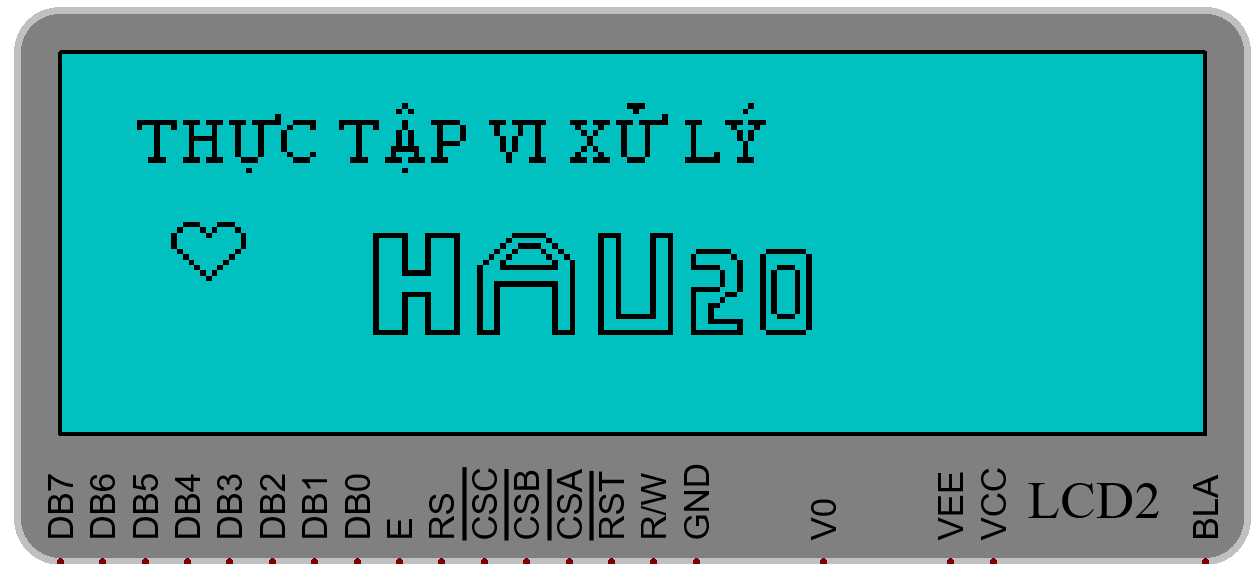 THỰC TẬP VI XỬ LÝ
HAU20
DB7 DB6 DB5 DB4 DB3 DB2 DB1 DB0 E RS CSC CSB CSA RST R/W GND V0 VEE VCC LCD2 BLA